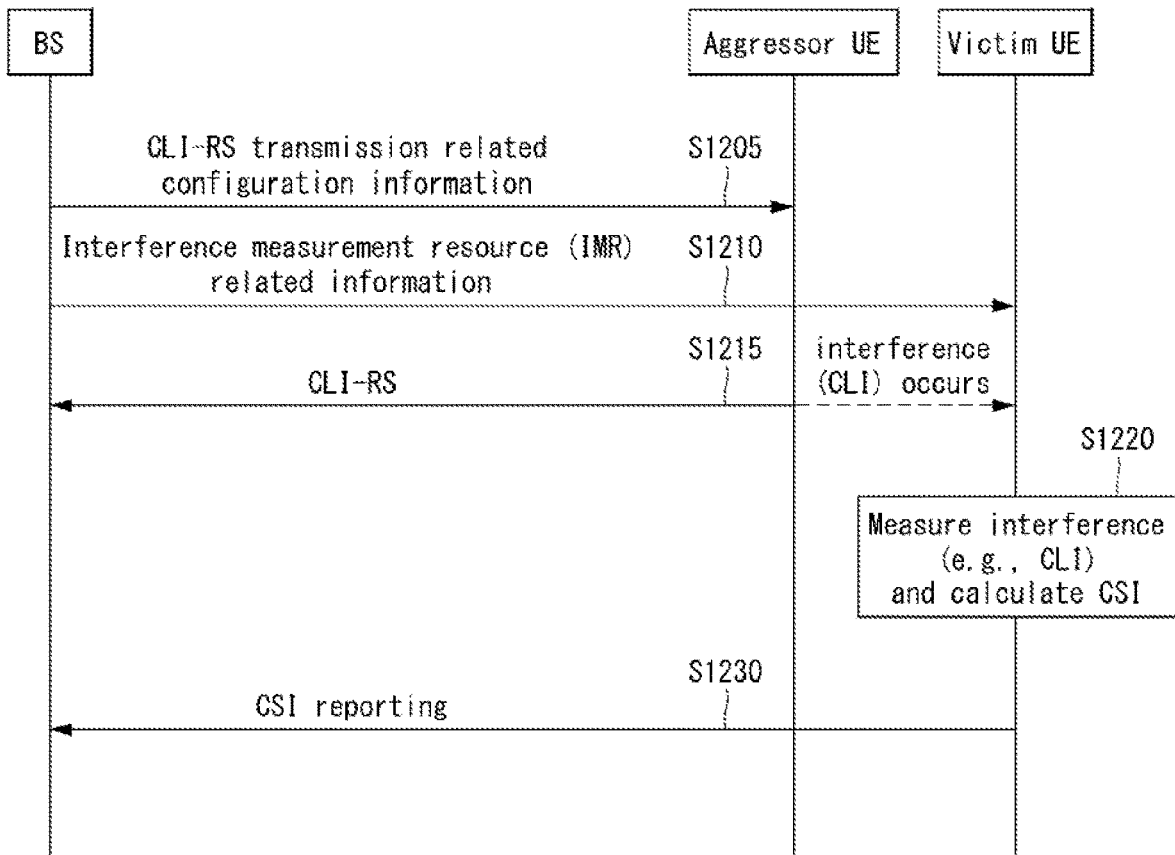 BS
Aggressor UE
Victim UE
CLI-RS transmission related
configuration information
S1205
Interference measurement resource (IMR)
related information
S1210
S1215
interference
(CLI) occurs
CLI-RS
S1220
Measure interference
(e.g., CLI)
and calculate CSI
S1230
CSI reporting